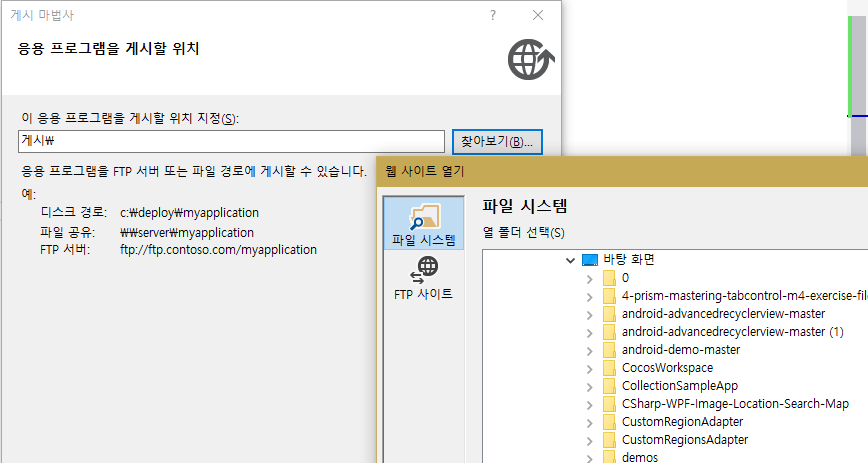 게시 마법사
응용 프로그램을 게시할 위치
이 응용 프로그램을 게시할 위치 지정(S):
게시\
찾아보기(B)...
응용 프로그램을 FTP 서버 또는 파일 경로에 게시할 수 있습니다.
예:
디스크 경로: c:\deploy\myapplication
파일 공유: \\server\myapplication
FTP 서버: ftp://ftp.contoso.com/myapplication
웹 사이트 열기
파일 시스템
FTP 사이트
파일 시스템
열 폴더 선택(S)
바탕 화면
0
4-prism-mastering-tabcontrol-m4-exercise-file
android-advancedrecyclerview-master
android-advancedrecyclerview-master (1)
android-demo-master
CocosWorkspace
CollectionSampleApp
CSharp-WPF-Image-Location-Search-Map
CustomRegionAdapter
CustomRegionsAdapter
demos